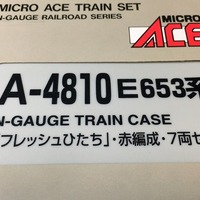 MICRO ACE TRAIN SET
N-GAUGE RAILROAD SERIES
MICRO
ACE
A-4810 E653系
N-GAUGE TRAIN CASE
「フレッシュひたち」・赤編成・7両セ